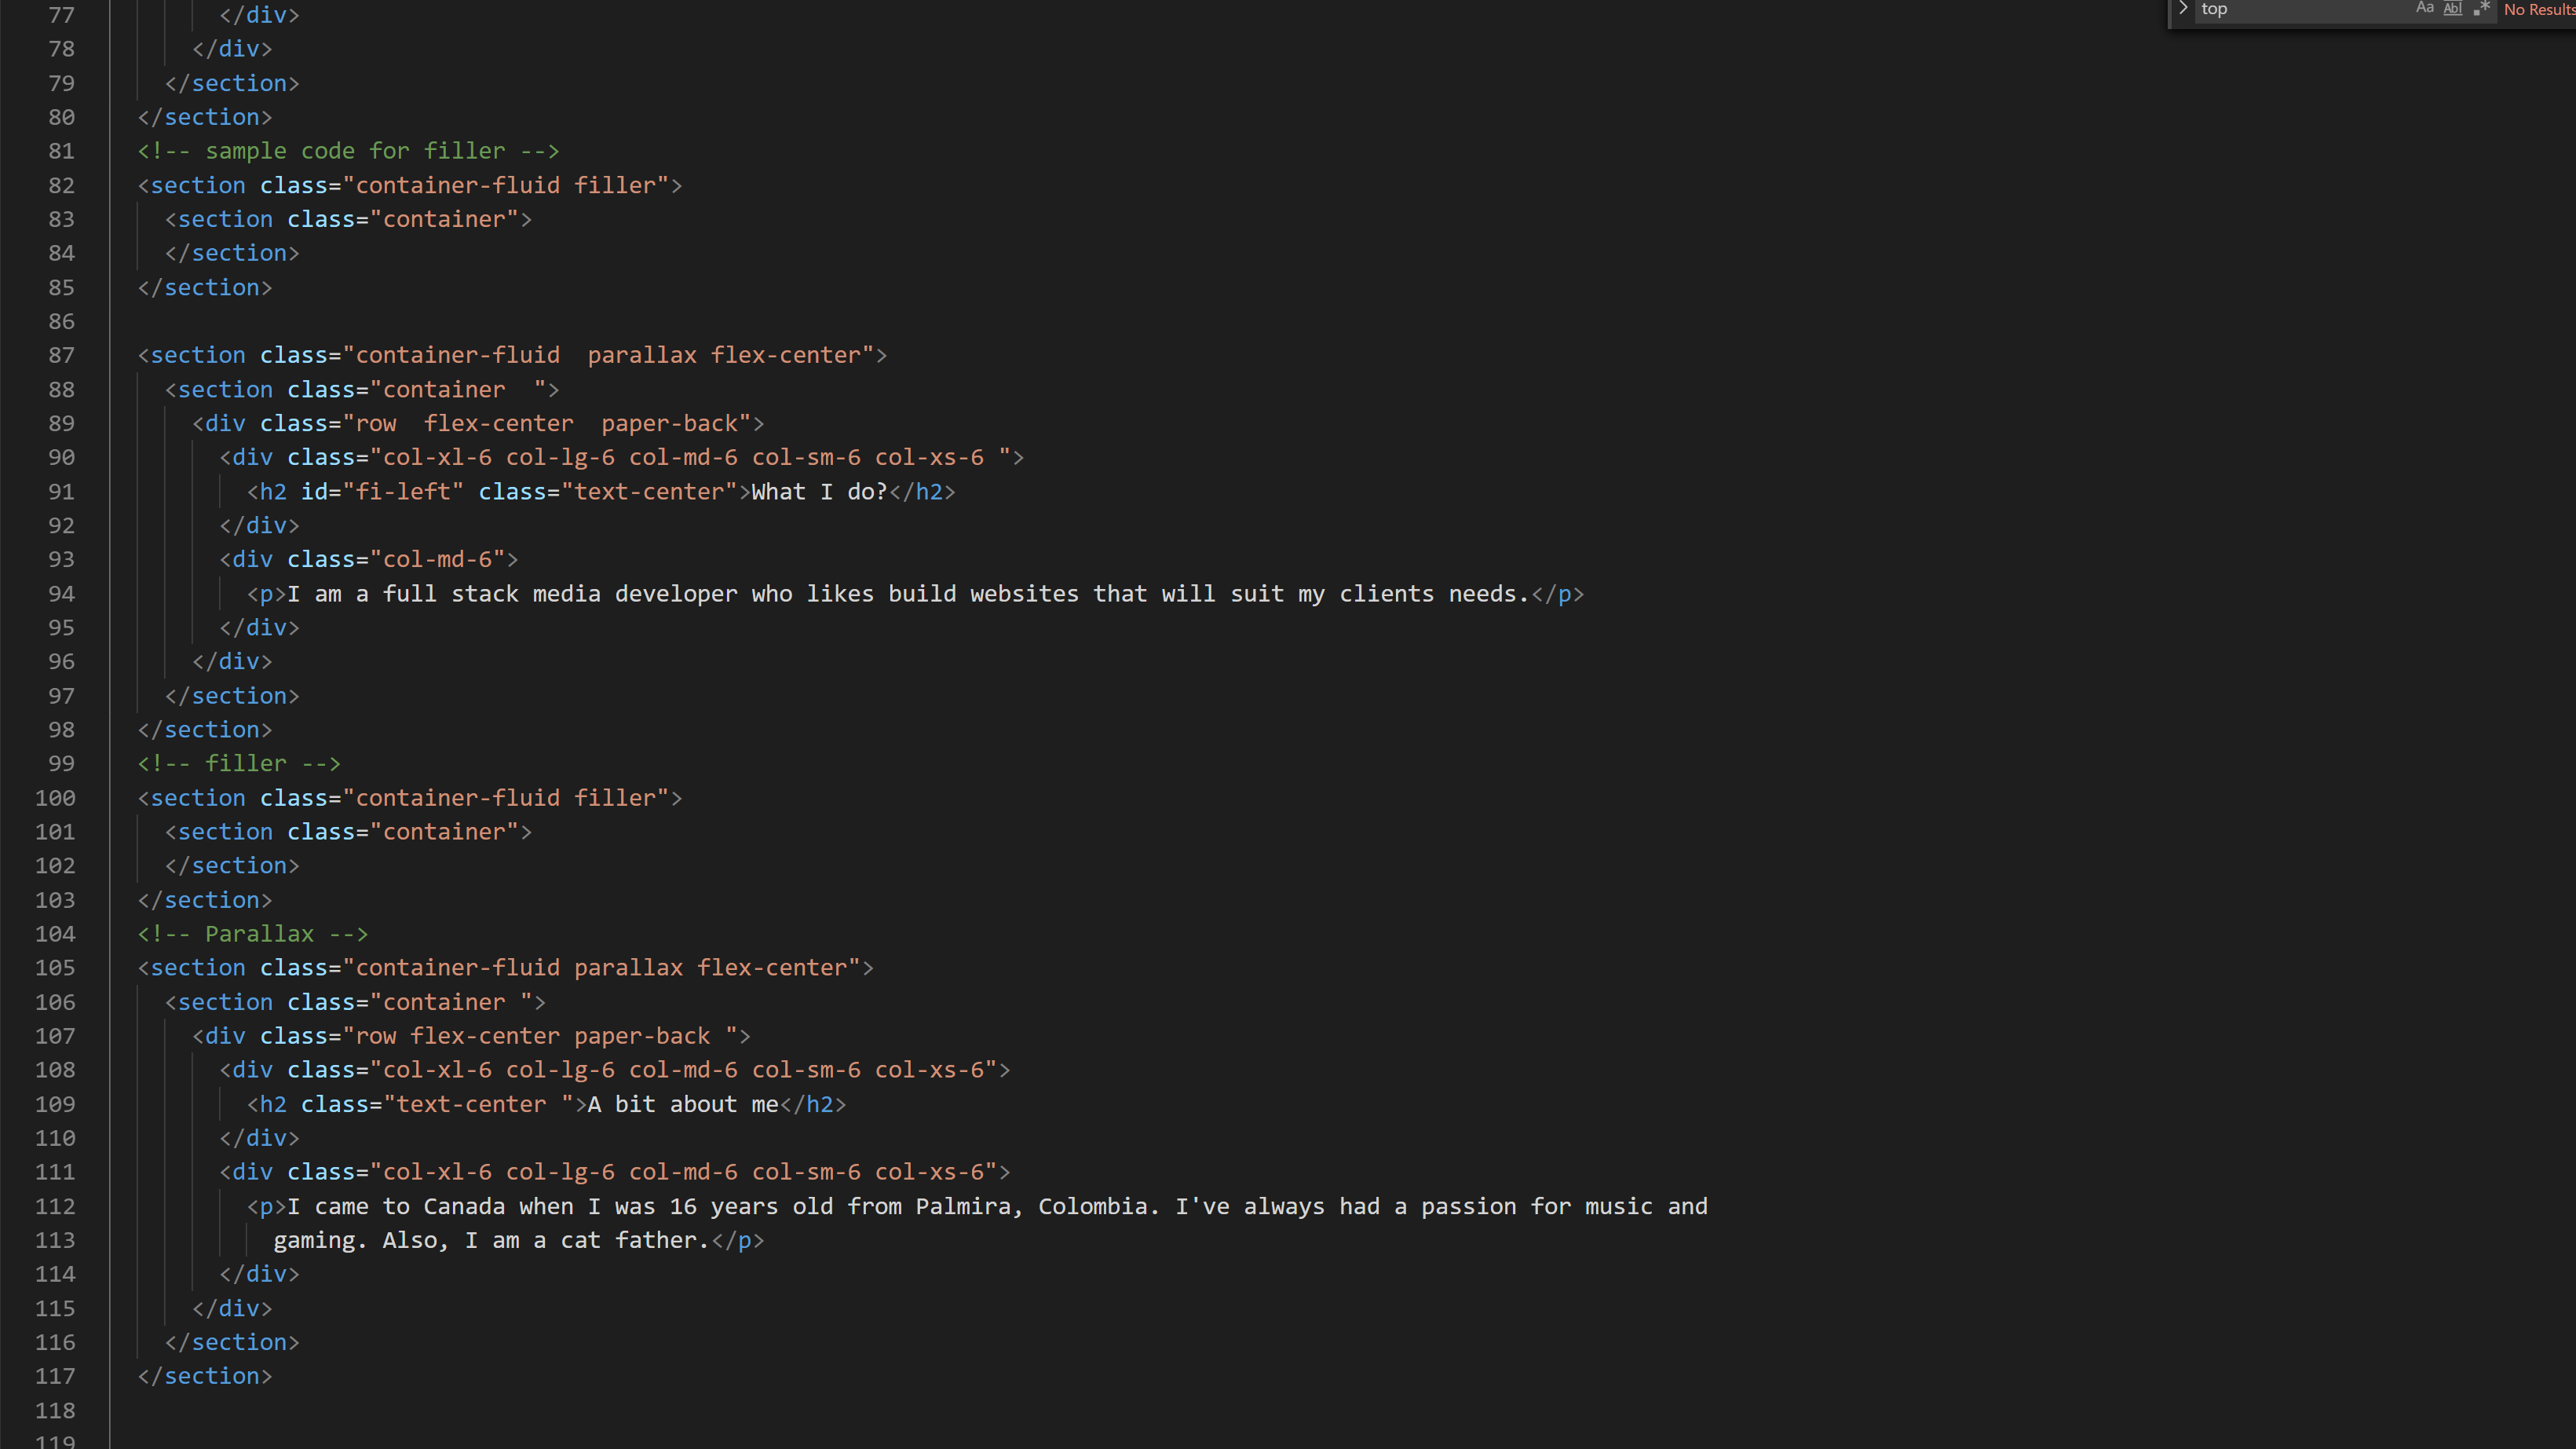 top Aa Abl .* No Results
77 </div>
78 </div>
79 </section>
80 </section>
81 <!-- sample code for filler -->
82 <section class="container-fluid filler">
83 <section class="container">
84 </section>
85 </section>
86
87 <section class="container-fluid  parallax flex-center">
88 <section class="container  ">
89 <div class="row  flex-center  paper-back">
90 <div class="col-xl-6 col-lg-6 col-md-6 col-sm-6 col-xs-6 ">
91 <h2 id="fi-left" class="text-center">What I do?</h2>
92 </div>
93 <div class="col-md-6">
94 <p>I am a full stack media developer who likes build websites that will suit my clients needs.</p>
95 </div>
96 </div>
97 </section>
98 </section>
99 <!-- filler -->
100 <section class="container-fluid filler">
101 <section class="container">
102 </section>
103 </section>
104 <!-- Parallax -->
105 <section class="container-fluid parallax flex-center">
106 <section class="container ">
107 <div class="row flex-center paper-back ">
108 <div class="col-xl-6 col-lg-6 col-md-6 col-sm-6 col-xs-6">
109 <h2 class="text-center ">A bit about me</h2>
110 </div>
111 <div class="col-xl-6 col-lg-6 col-md-6 col-sm-6 col-xs-6">
112 <p>I came to Canada when I was 16 years old from Palmira, Colombia. I've always had a passion for music and
113 gaming. Also, I am a cat father.</p>
114 </div>
115 </div>
116 </section>
117 </section>
118
119